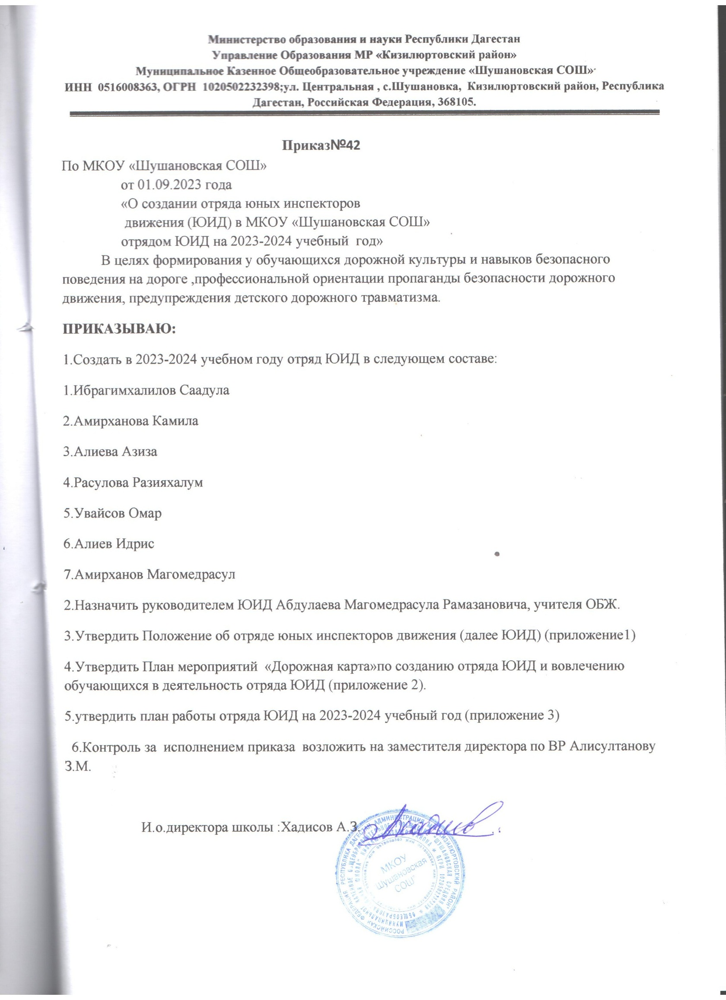 Министерство образования и науки Республики Дагестан
Управление Образования МР «Кизилюртовский район»
Муниципальное Казенное Общеобразовательное учреждение «Шушановская СОШ»
ИНН 0516008363, ОГРН 1020502232398;ул. Центральная , с.Шушановка, Кизилюртовский район, Республика
Дагестан, Российская Федерация, 368105.
Приказ№42
По МКОУ «Шушановская СОШ»
от 01.09.2023 года
«О создании отряда юных инспекторов
движения (ЮИД) в МКОУ «Шушановская СОШ»
отрядом ЮИД на 2023-2024 учебный год»
В целях формирования у обучающихся дорожной культуры и навыков безопасного
поведения на дороге ,профессиональной ориентации пропаганды безопасности дорожного
движения, предупреждения детского дорожного травматизма.
ПРИКАЗЫВАЮ:
1.Создать в 2023-2024 учебном году отряд ЮИД в следующем составе:
1.Ибрагимхалилов Саадула
2.Амирханова Камила
3.Алиева Азиза
4.Расулова Разияхалум
5.Увайсов Омар
6.Алиев Идрис
7.Амирханов Магомедрасул
2.Назначить руководителем ЮИД Абдулаева Магомедрасула Рамазановича, учителя ОБЖ.
3.Утвердить Положение об отряде юных инспекторов движения (далее ЮИД) (приложение1)
4.Утвердить План мероприятий «Дорожная карта»по созданию отряда ЮИД и вовлечению
обучающихся в деятельность отряда ЮИД (приложение 2).
5.утвердить план работы отряда ЮИД на 2023-2024 учебный год (приложение 3)
6.Контроль за исполнением приказа возложить на заместителя директора по ВР Алисултанову
З.М.
И.о.директора школы :Хадисов А.З.
РОССИЙСКАЯ ФЕДЕРАЦИЯ РЕСПУБЛИКА ДАГЕСТАН АДМИНИСТРАЦИЯ КИЗИЛЮРТОВСКИЙ РАЙОН"
МКОУ
Шушановская
СОШ"